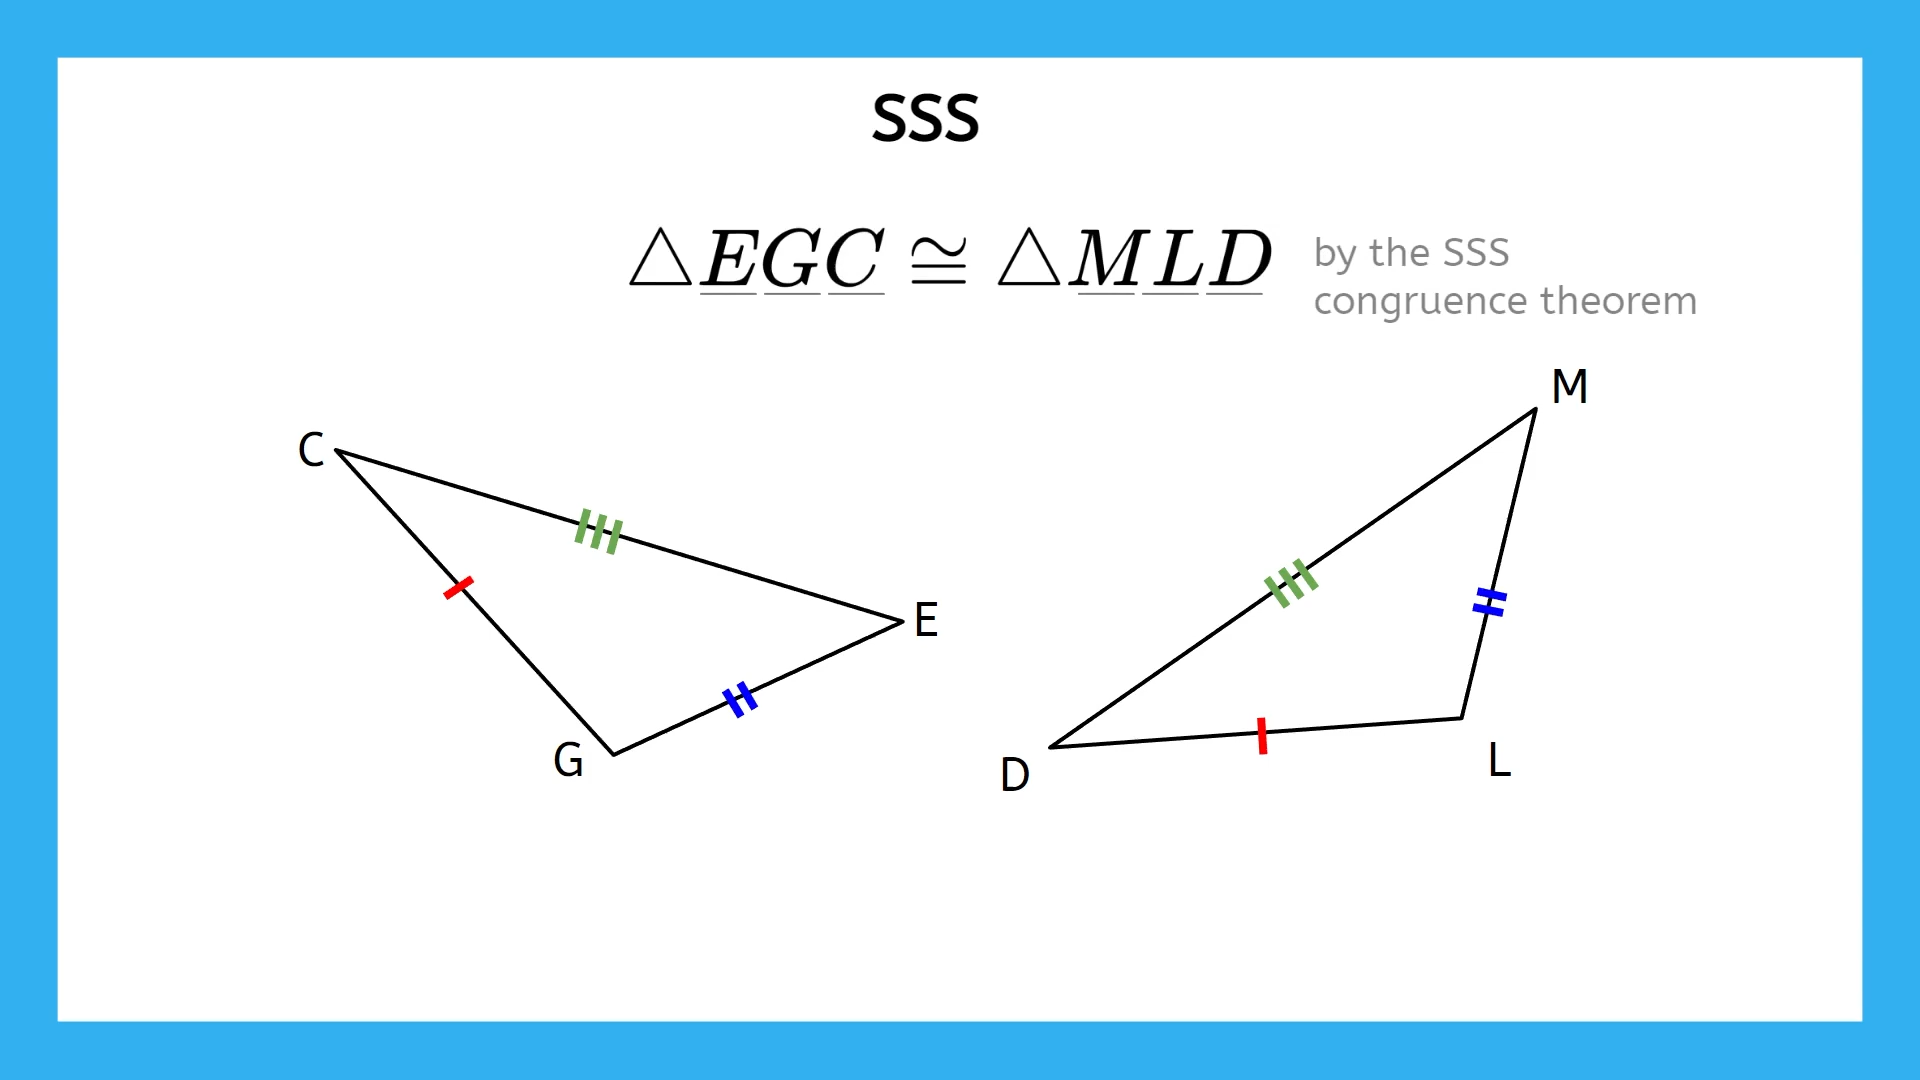 SSS
△EGC ≅ △MLD
by the SSS
congruence theorem
M
C
E
G
D
L